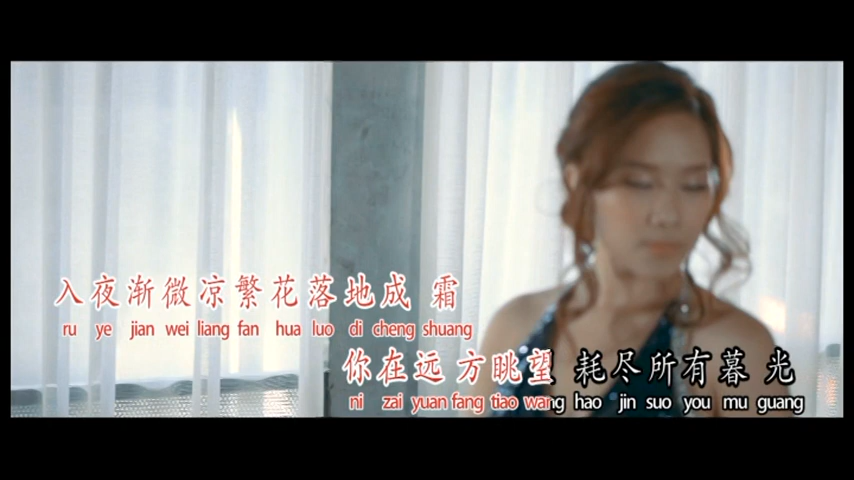 入夜渐微凉繁花落地成 霜
ru ye jian wei liang fan hua luo di cheng shuang
你在远方眺望 耗尽所有暮 光
ni zai yuan fang tiao wang hao jin suo you mu guang